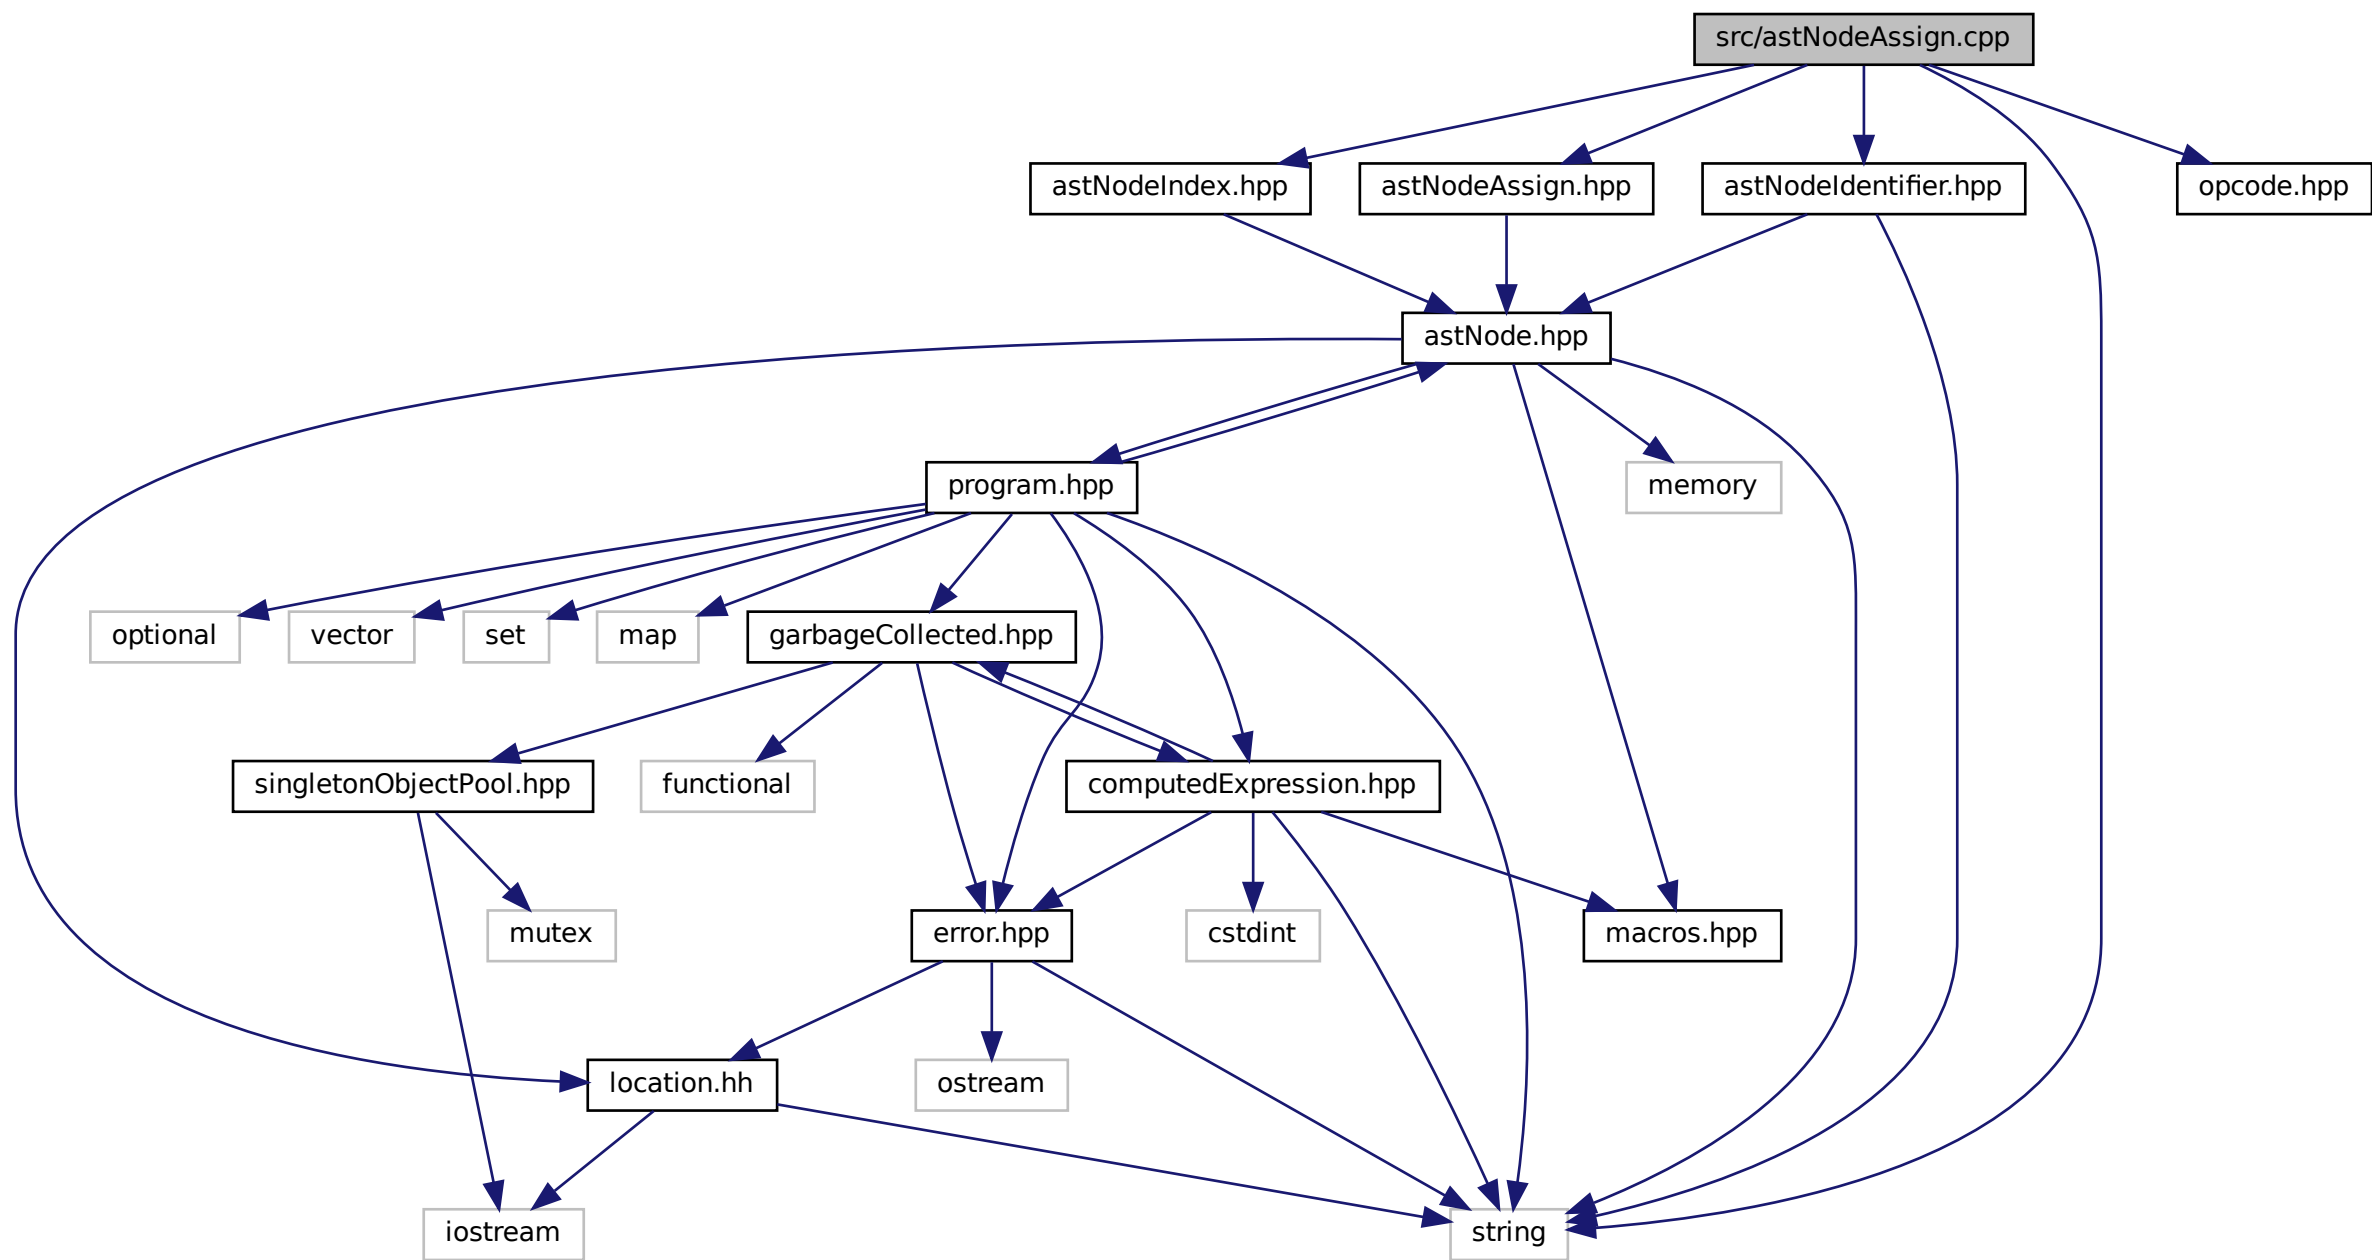 src/astNodeAssign.cpp
astNodeIndex.hpp
astNodeAssign.hpp
astNodeIdentifier.hpp
opcode.hpp
astNode.hpp
program.hpp
memory
optional
vector
set
map
garbageCollected.hpp
singletonObjectPool.hpp
functional
computedExpression.hpp
mutex
error.hpp
cstdint
macros.hpp
location.hh
ostream
iostream
string